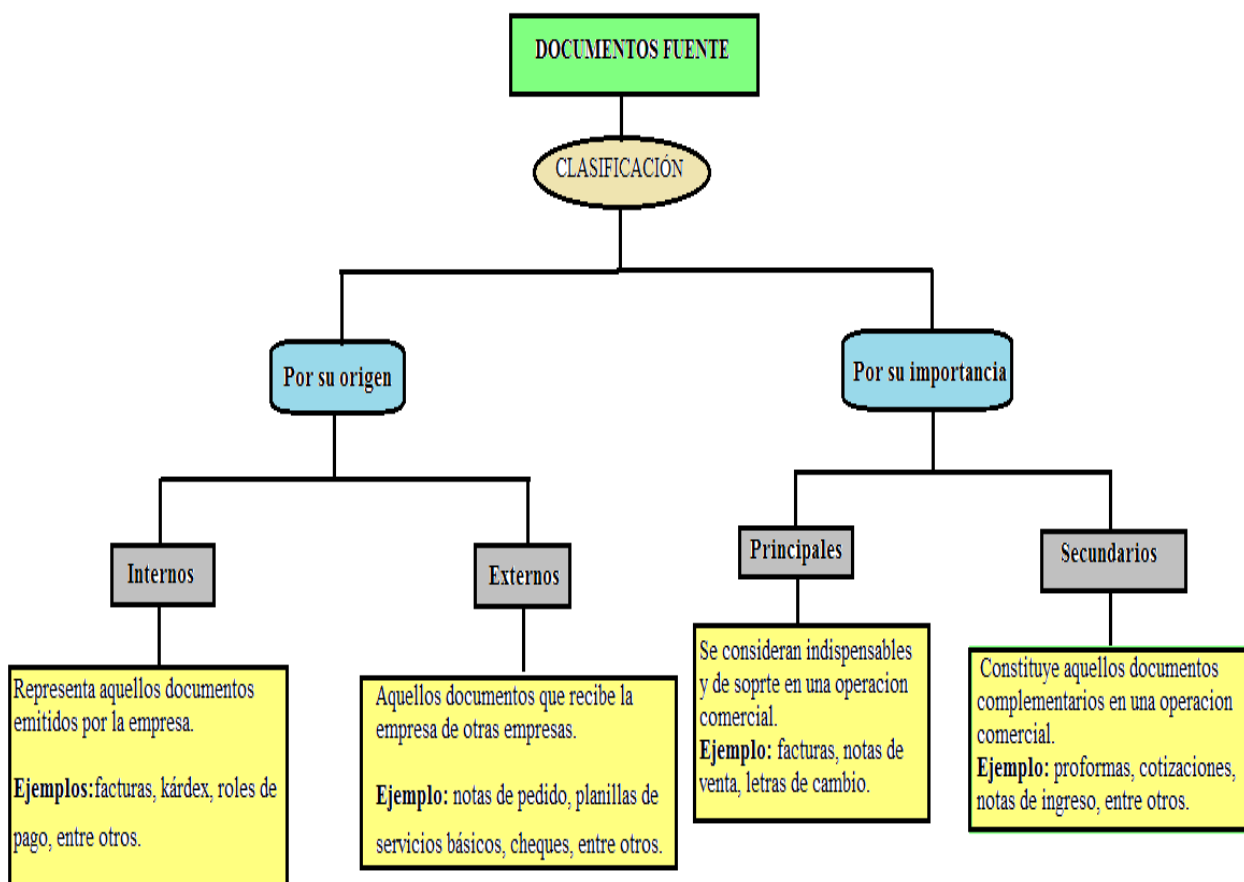 DOCUMENTOS FUENTE
CLASIFICACIÓN
Por su origen
Por su importancia
Internos
Externos
Principales
Secundarios
Representa aquellos documentos
emitidos por la empresa.
Ejemplos:facturas, kárdex, roles de
pago, entre otros.
Aquellos documentos que recibe la
empresa de otras empresas.
Ejemplo: notas de pedido, planillas de
servicios básicos, cheques, entre otros.
Se consideran indispensables
y de soprte en una operacion
comercial.
Ejemplo: facturas, notas de
venta, letras de cambio.
Constituye aquellos documentos
complementarios en una operacion
comercial.
Ejemplo: proformas, cotizaciones,
notas de ingreso, entre otros.